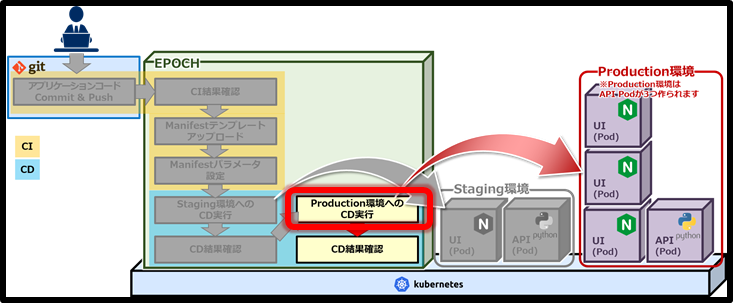 git
アプリケーションコード
Commit & Push
CI
CD
EPOCH
CI結果確認
Manifestテンプレート
アップロード
Manifestパラメータ
設定
Staging環境への
CD実行
CD結果確認
Production環境への
CD実行
CD結果確認
Staging環境
N
UI
(Pod)
python
API
(Pod)
Production環境
※Production環境は
API Podが3つ作られます
N
UI
(Pod)
N
UI
(Pod)
N
UI
(Pod)
python
API
(Pod)
kubernetes